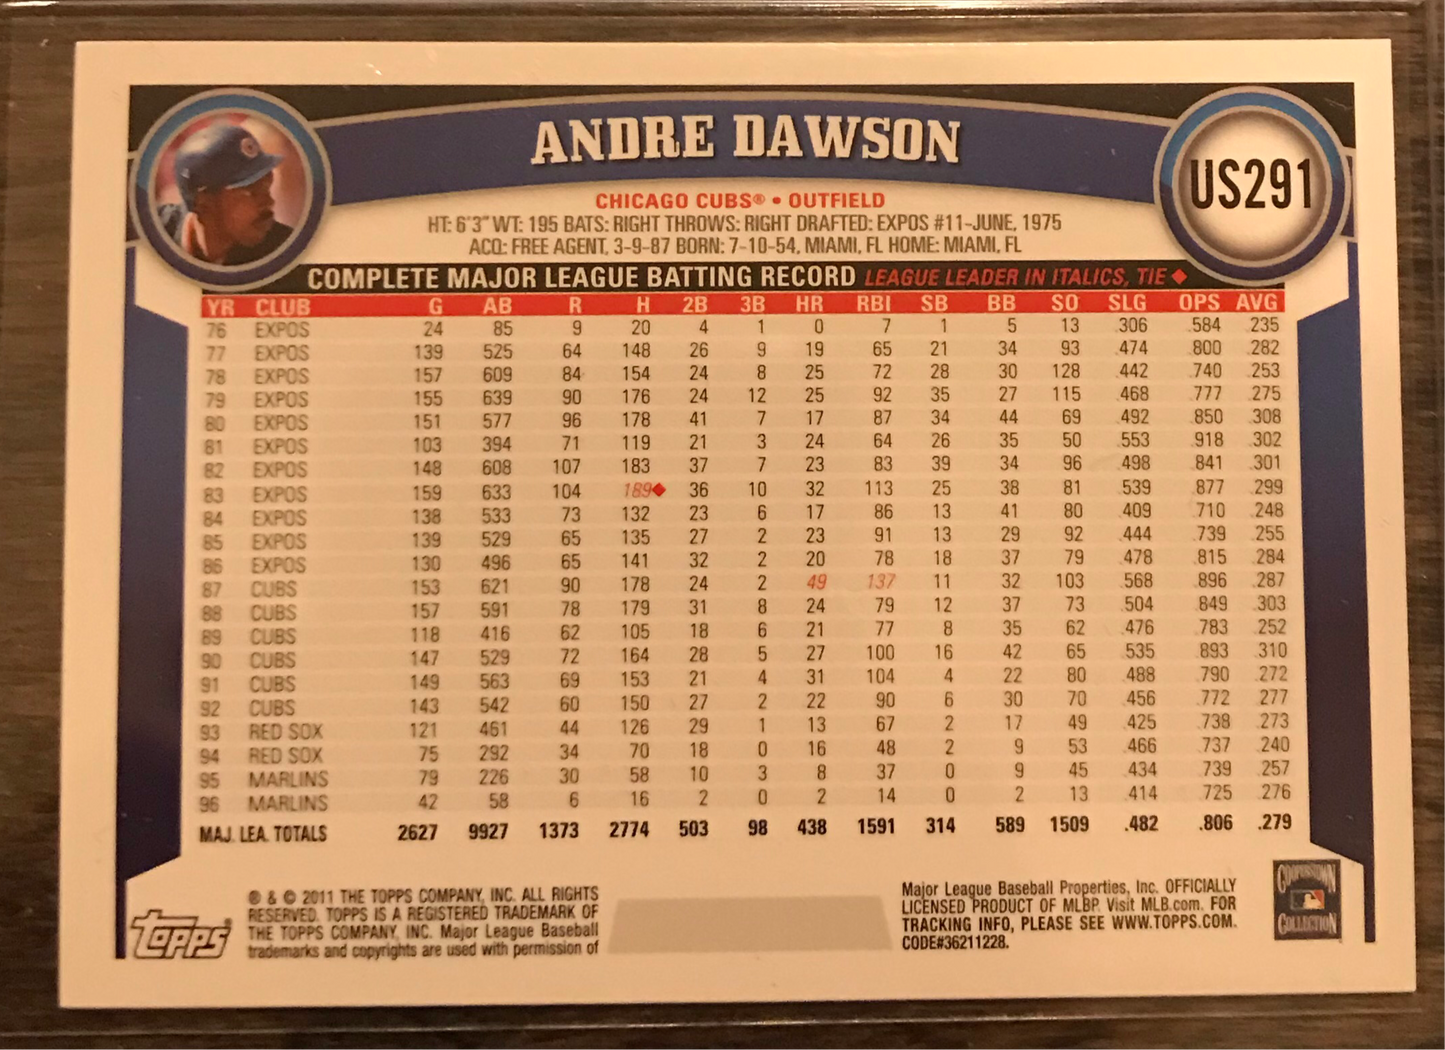 ANDRE DAWSON
US291
CHICAGO CUBS® • OUTFIELD
HT: 6'3" WT: 195 BATS: RIGHT THROWS: RIGHT DRAFTED: EXPOS #11-JUNE, 1975
ACQ: FREE AGENT, 3-9-87 BORN: 7-10-54, MIAMI, FL HOME: MIAMI, FL
COMPLETE MAJOR LEAGUE BATTING RECORD LEAGUE LEADER IN ITALICS, TIE ◆
YR CLUB G AB R H 2B 3B HR RBI SB BB SO SLG OPS AVG
76 EXPOS 24 85 9 20 4 1 0 7 1 5 13 .306 .584 .235
77 EXPOS 139 525 64 148 26 9 19 65 21 34 93 .474 .800 .282
78 EXPOS 157 609 84 154 24 8 25 72 28 30 128 .442 .740 .253
79 EXPOS 155 639 90 176 24 12 25 92 35 27 115 .468 .777 .275
80 EXPOS 151 577 96 178 41 7 17 87 34 44 69 .492 .850 .308
81 EXPOS 103 394 71 119 21 3 24 64 26 35 50 .553 .918 .302
82 EXPOS 148 608 107 183 37 7 23 83 39 34 96 .498 .841 .301
83 EXPOS 159 633 104 189◆ 36 10 32 113 25 38 81 .539 .877 .299
84 EXPOS 138 533 73 132 23 6 17 86 13 41 80 .409 .710 .248
85 EXPOS 139 529 65 135 27 2 23 91 13 29 92 .444 .739 .255
86 EXPOS 130 496 65 141 32 2 20 78 18 37 79 .478 .815 .284
87 CUBS 153 621 90 178 24 2 49 137 11 32 103 .568 .896 .287
88 CUBS 157 591 78 179 31 8 24 79 12 37 73 .504 .849 .303
89 CUBS 118 416 62 105 18 6 21 77 8 35 62 .476 .783 .252
90 CUBS 147 529 72 164 28 5 27 100 16 42 65 .535 .893 .310
91 CUBS 149 563 69 153 21 4 31 104 4 22 80 .488 .790 .272
92 CUBS 143 542 60 150 27 2 22 90 6 30 70 .456 .772 .277
93 RED SOX 121 461 44 126 29 1 13 67 2 17 49 .425 .738 .273
94 RED SOX 75 292 34 70 18 0 16 48 2 9 53 .466 .737 .240
95 MARLINS 79 226 30 58 10 3 8 37 0 9 45 .434 .739 .257
96 MARLINS 42 58 6 16 2 0 2 14 0 2 13 .414 .725 .276
MAJ. LEA. TOTALS 2627 9927 1373 2774 503 98 438 1591 314 589 1509 .482 .806 .279
Topps®
® & © 2011 THE TOPPS COMPANY, INC. ALL RIGHTS
RESERVED. TOPPS IS A REGISTERED TRADEMARK OF
THE TOPPS COMPANY, INC. Major League Baseball
trademarks and copyrights are used with permission of
Major League Baseball Properties, Inc. OFFICIALLY
LICENSED PRODUCT OF MLBP. Visit MLB.com. FOR
TRACKING INFO, PLEASE SEE WWW.TOPPS.COM.
CODE#36211228.
COOPERSTOWN
COLLECTION